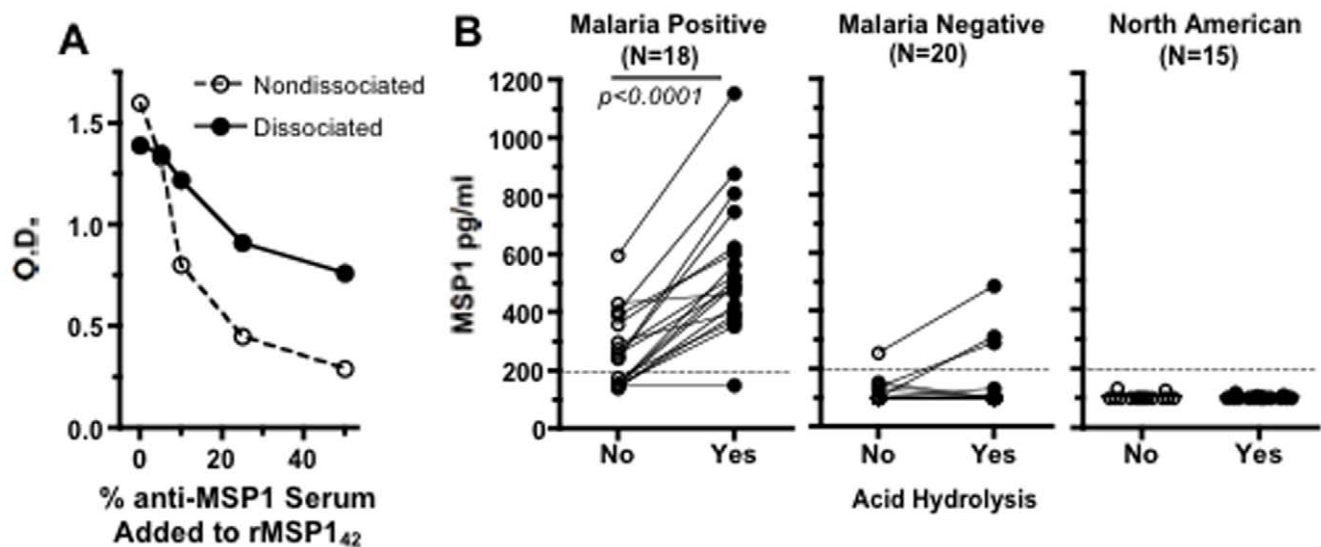 A
Nondissociated
Dissociated
1.5
1.0
0.5
0.0
O.D.
0 20 40
% anti-MSP1 Serum
Added to rMSP1₄₂
B
Malaria Positive
(N=18)
Malaria Negative
(N=20)
North American
(N=15)
p<0.0001
MSP1 pg/ml
1200
1000
800
600
400
200
0
No Yes
No Yes
No Yes
Acid Hydrolysis